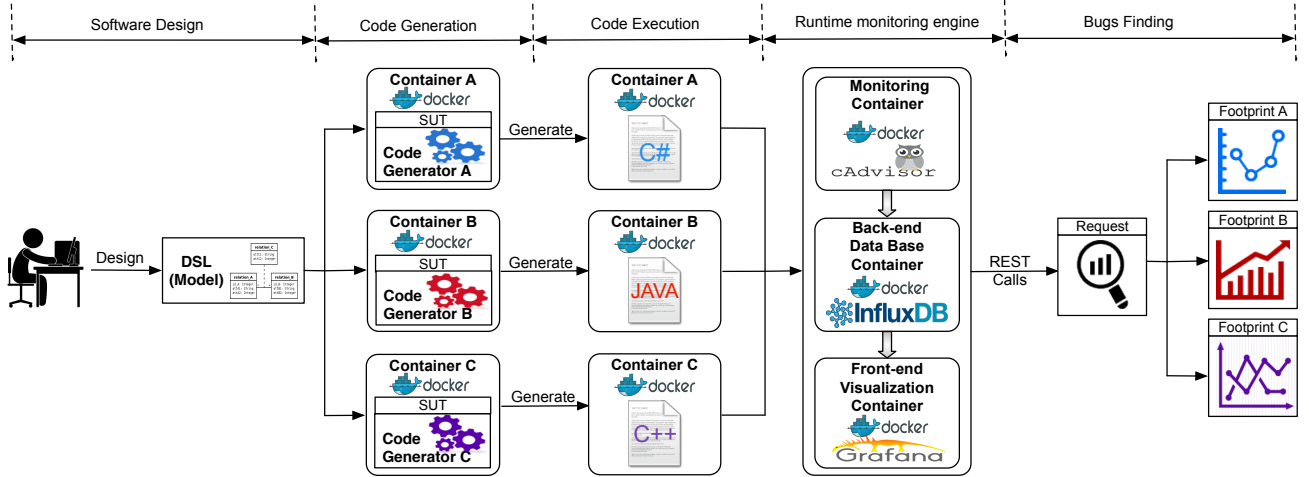 Software Design
Code Generation
Code Execution
Runtime monitoring engine
Bugs Finding
Design
DSL
(Model)
relation_C
relation_A
relation_B
Container A
docker
SUT
Code
Generator A
Generate
Container A
docker
C#
Container B
docker
SUT
Code
Generator B
Generate
Container B
docker
JAVA
Container C
docker
SUT
Code
Generator C
Generate
Container C
docker
C++
Monitoring
Container
docker
cAdvisor
Back-end
Data Base
Container
docker
InfluxDB
Front-end
Visualization
Container
docker
Grafana
REST
Calls
Request
Footprint A
Footprint B
Footprint C